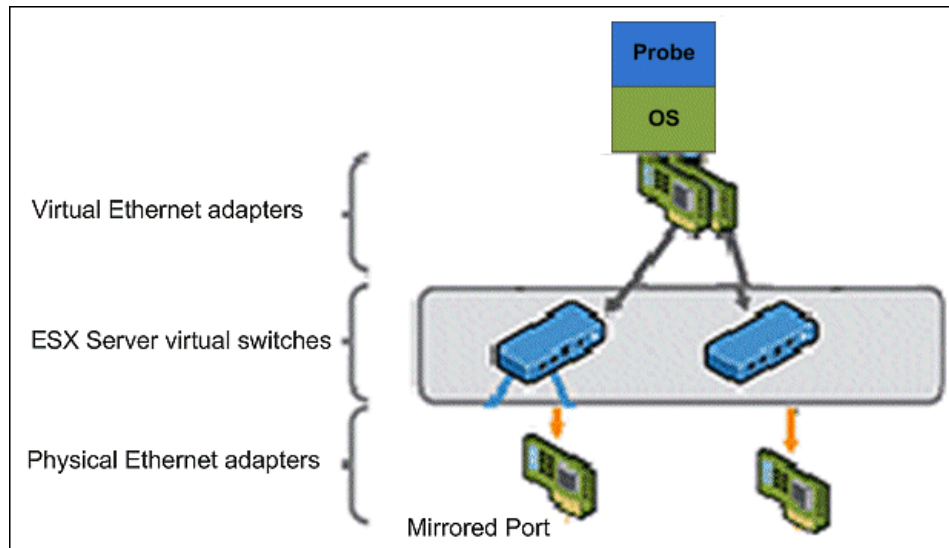 Probe
OS
Virtual Ethernet adapters
ESX Server virtual switches
Physical Ethernet adapters
Mirrored Port